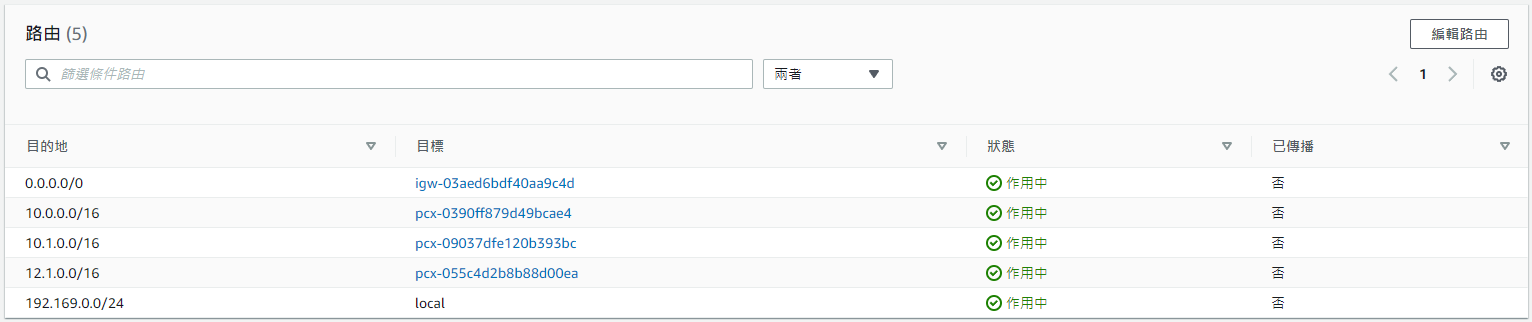 路由 (5)
編輯路由
篩選條件路由
兩者
1
目的地 目標 狀態 已傳播
0.0.0.0/0 igw-03aed6bdf40aa9c4d 作用中 否
10.0.0.0/16 pcx-0390ff879d49bcae4 作用中 否
10.1.0.0/16 pcx-09037dfe120b393bc 作用中 否
12.1.0.0/16 pcx-055c4d2b8b88d00ea 作用中 否
192.169.0.0/24 local 作用中 否